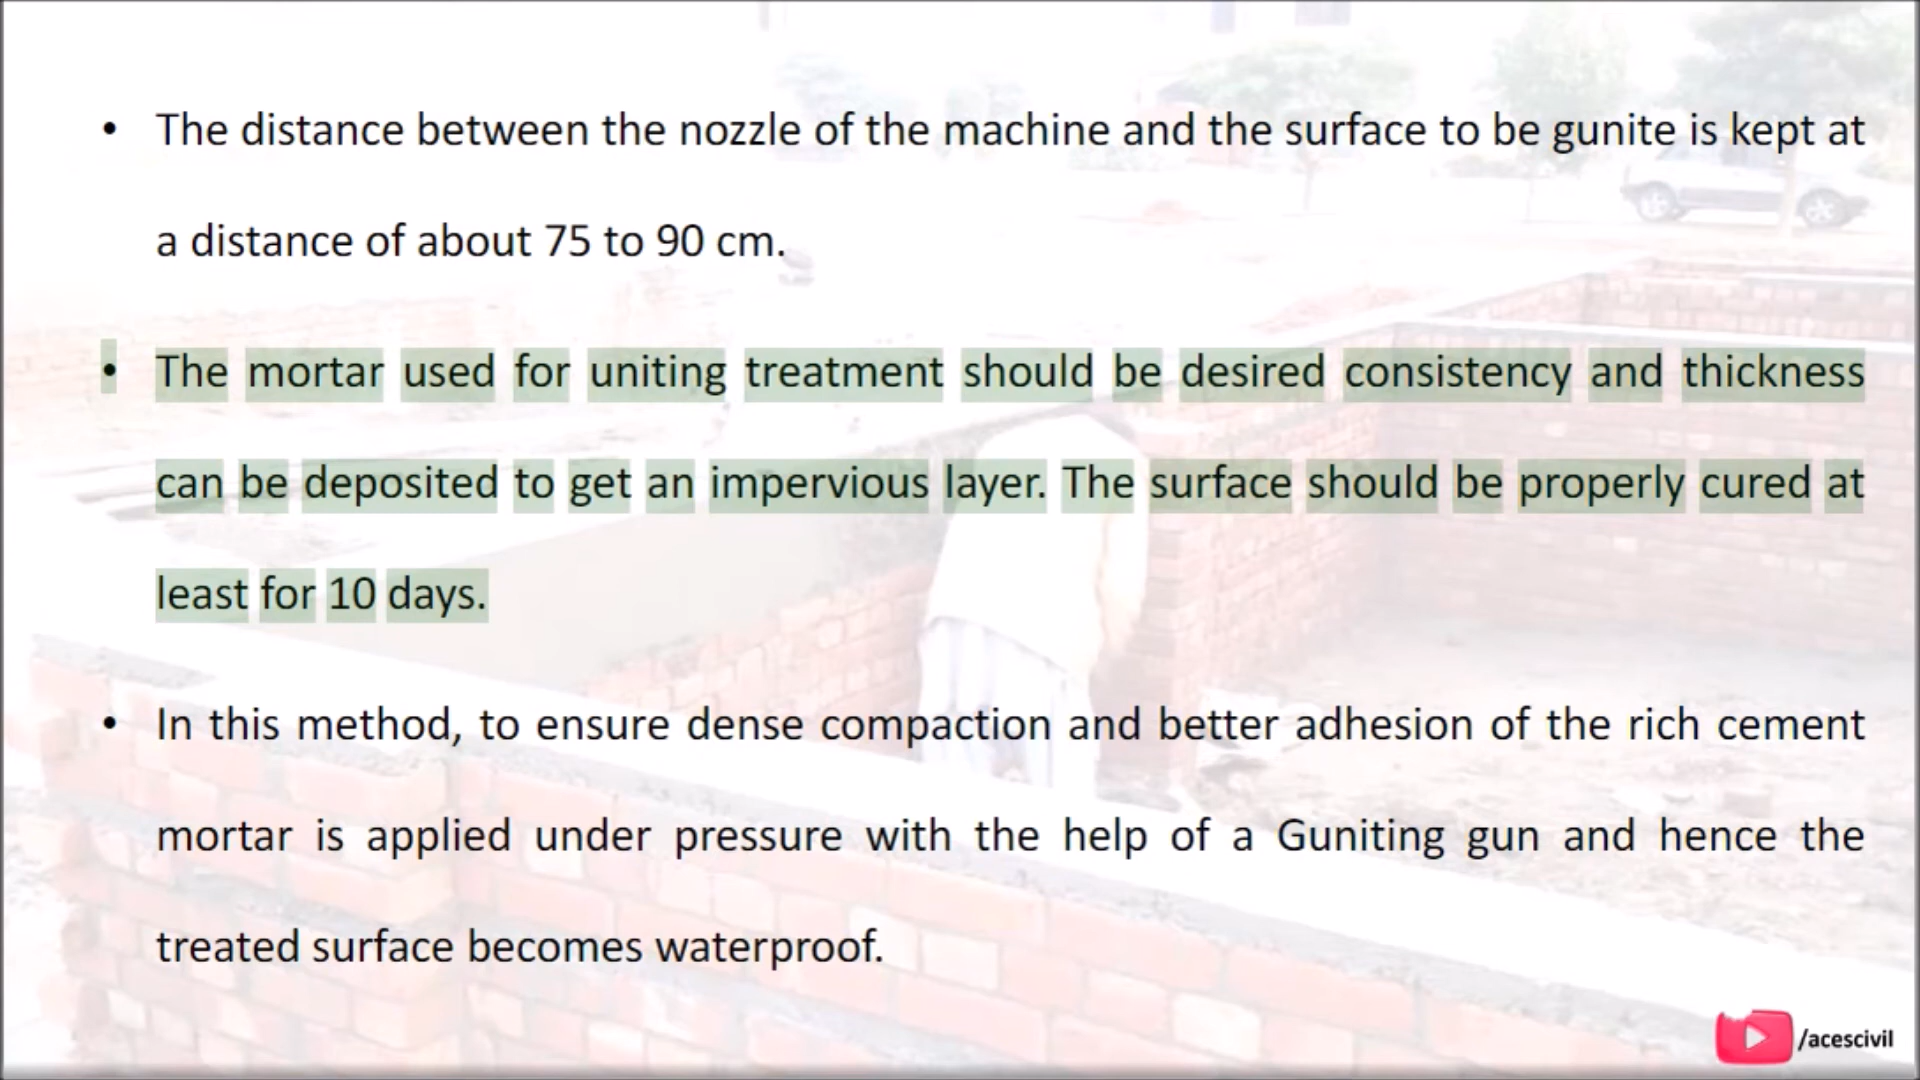 • The distance between the nozzle of the machine and the surface to be gunite is kept at
a distance of about 75 to 90 cm.
• The mortar used for uniting treatment should be desired consistency and thickness
can be deposited to get an impervious layer. The surface should be properly cured at
least for 10 days.
• In this method, to ensure dense compaction and better adhesion of the rich cement
mortar is applied under pressure with the help of a Guniting gun and hence the
treated surface becomes waterproof.
/acescivil